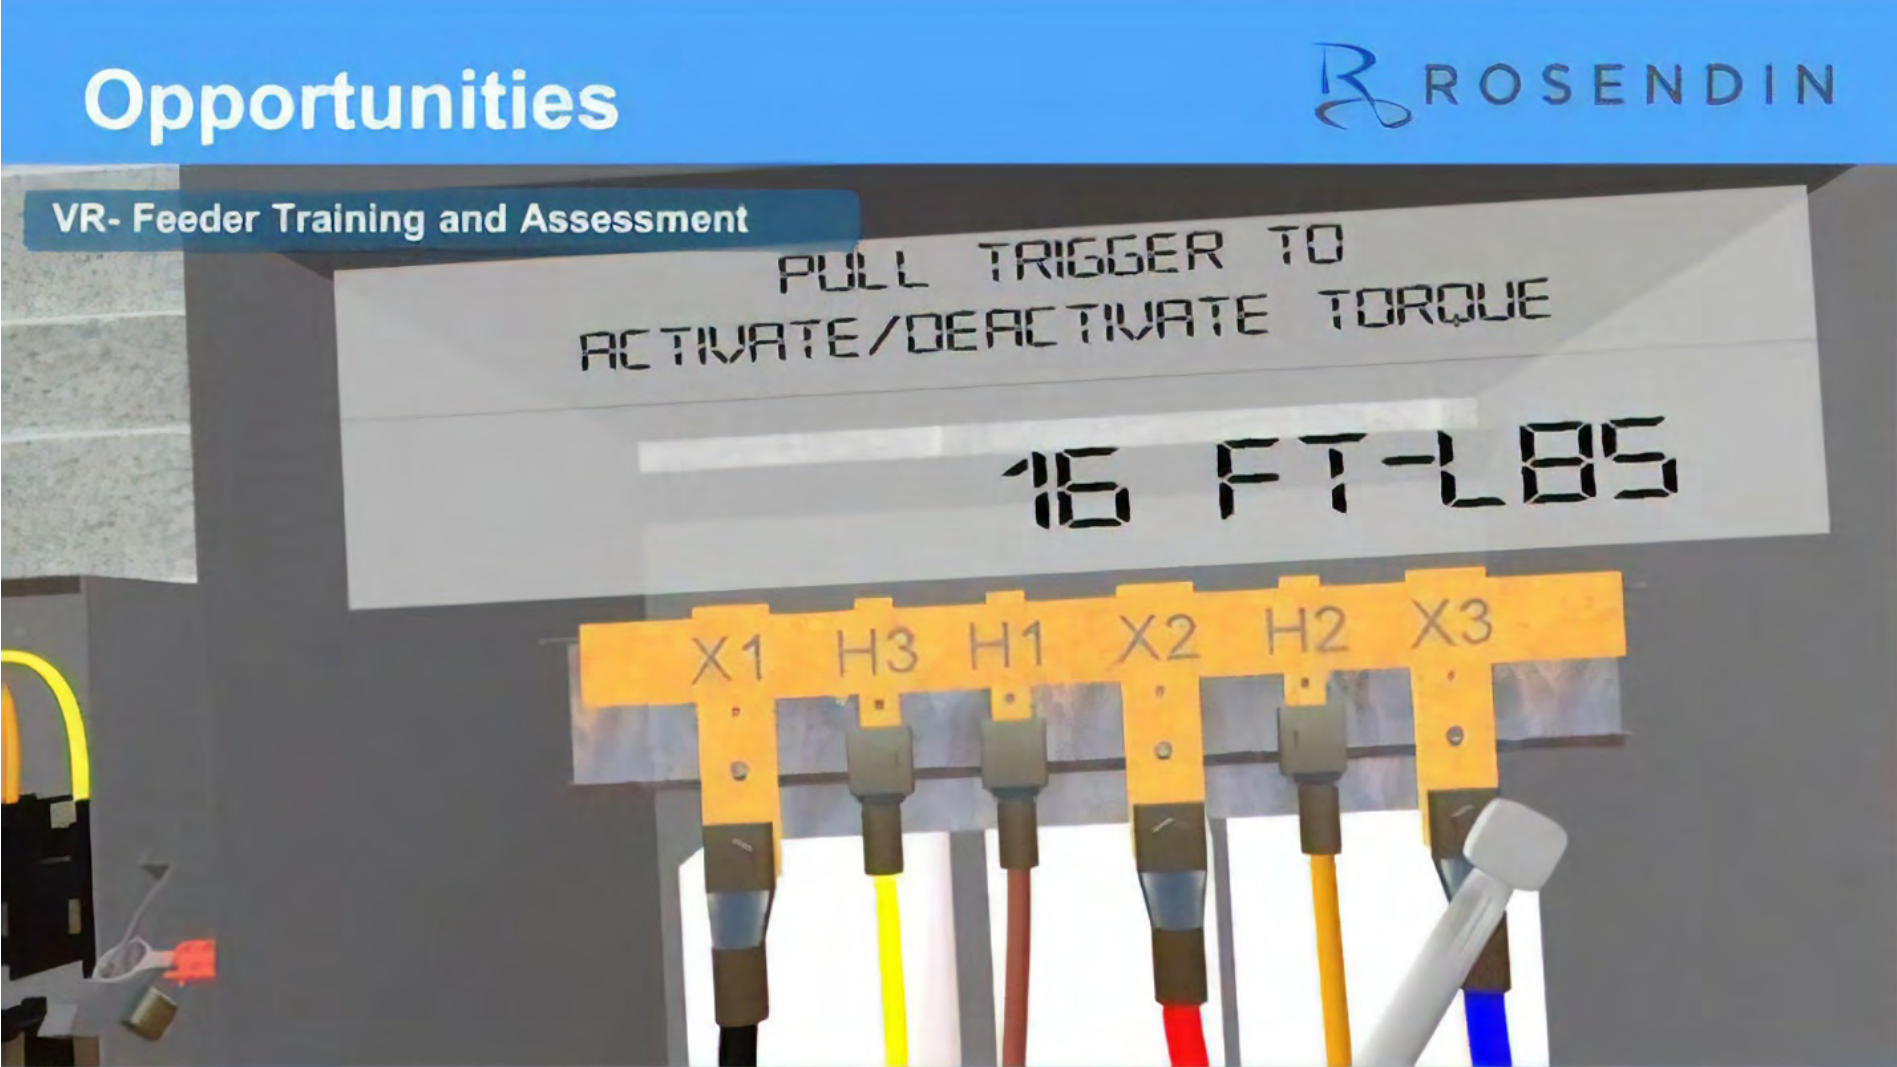 Opportunities
ROSENDIN
VR- Feeder Training and Assessment
PULL TRIGGER TO
ACTIVATE/DEACTIVATE TORQUE
16 FT-LBS
X1 H3 H1 X2 H2 X3